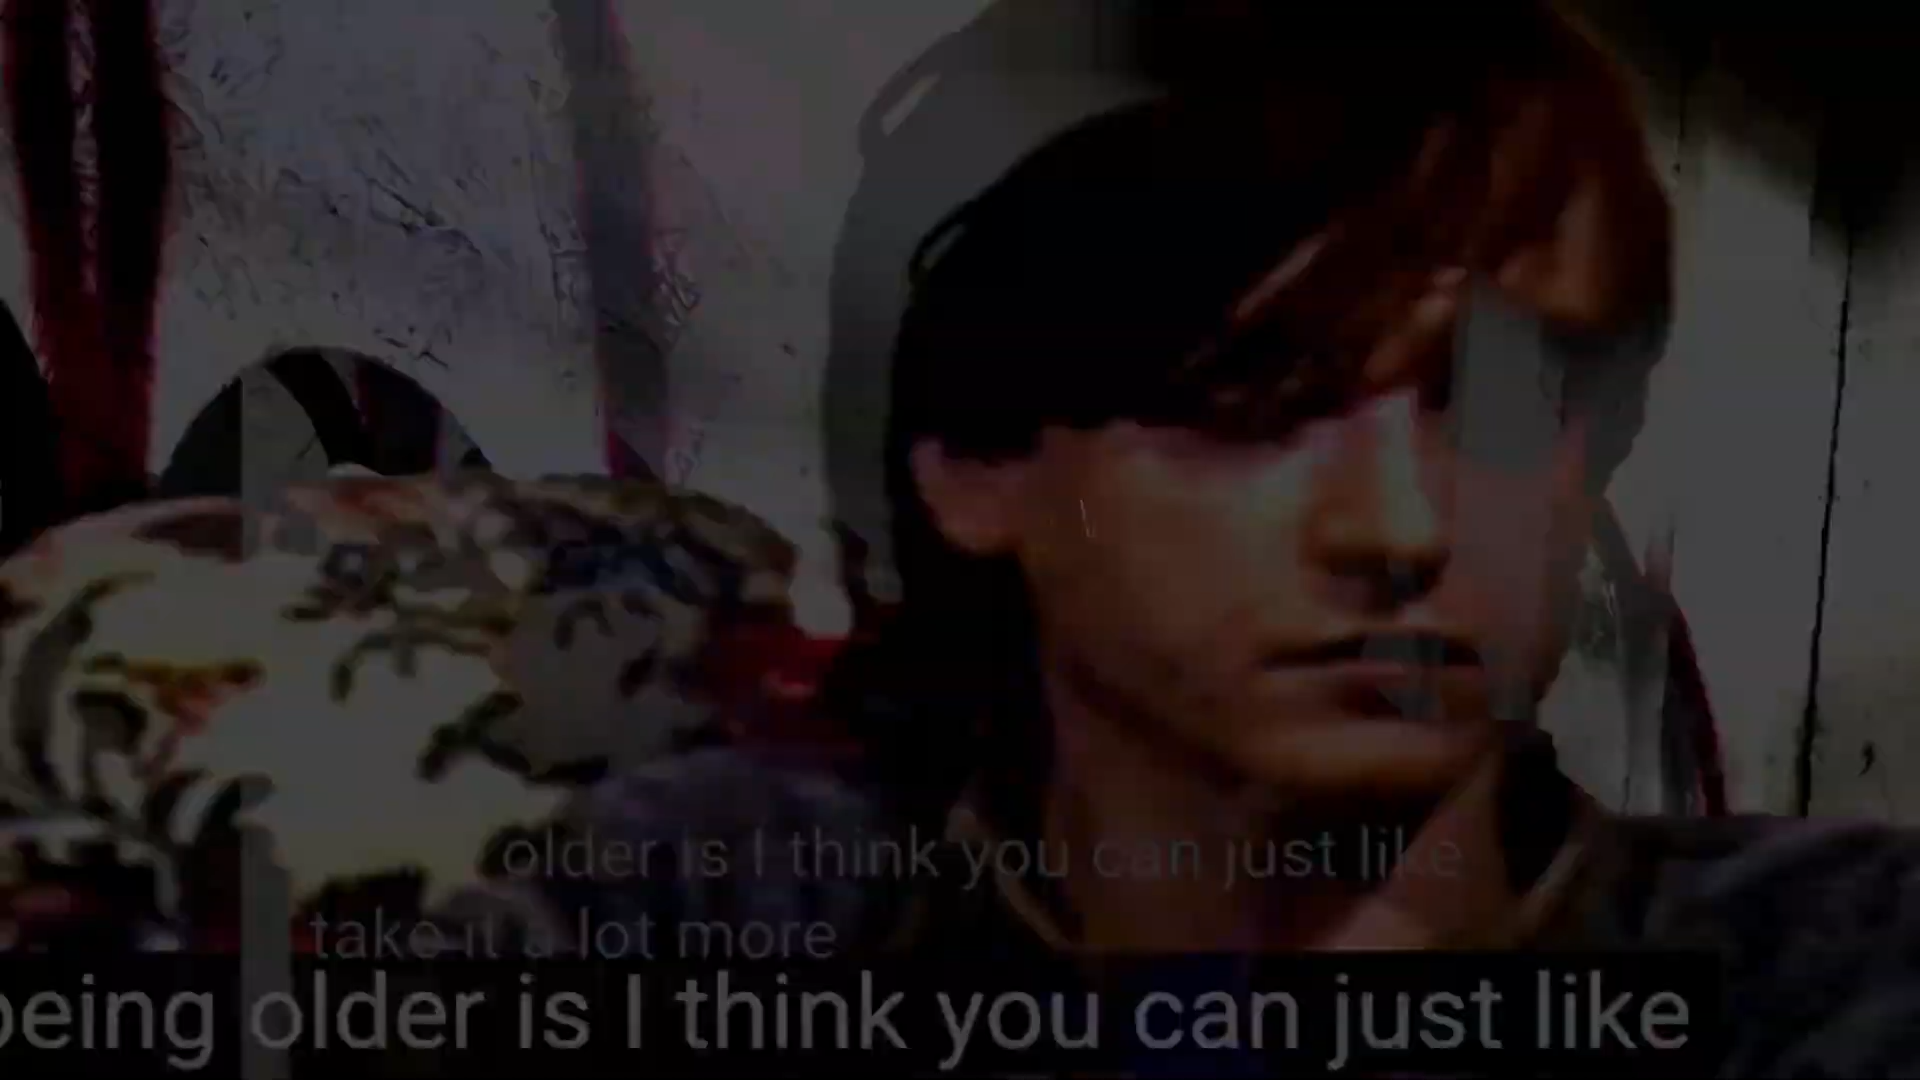 older is I think you can just like
take it a lot more
being older is I think you can just like